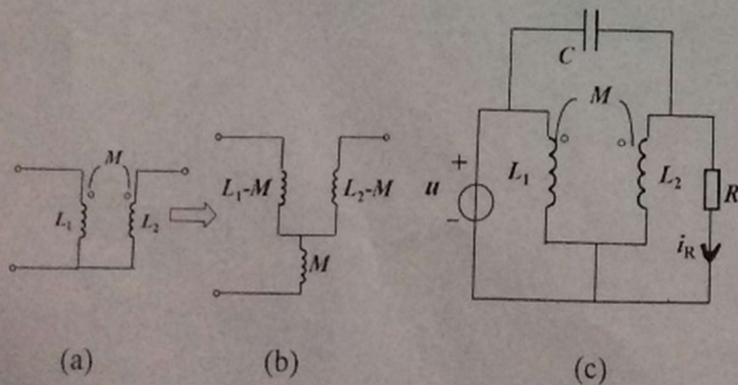 C
M
M
M
L₁-M
L₂-M
L₁
L₂
+
u
-
L₁
L₂
R
M
i_R
(a)
(b)
(c)